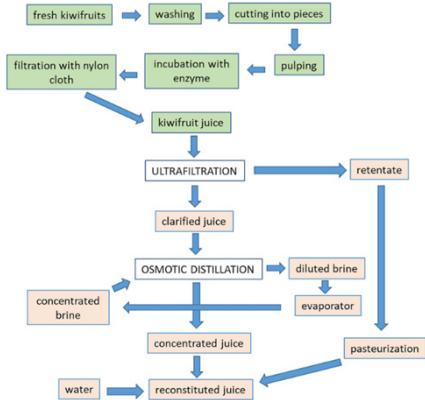 fresh kiwifruits
washing
cutting into pieces
filtration with nylon
cloth
incubation with
enzyme
pulping
kiwifruit juice
ULTRAFILTRATION
retentate
clarified juice
OSMOTIC DISTILLATION
diluted brine
concentrated
brine
evaporator
concentrated juice
pasteurization
water
reconstituted juice